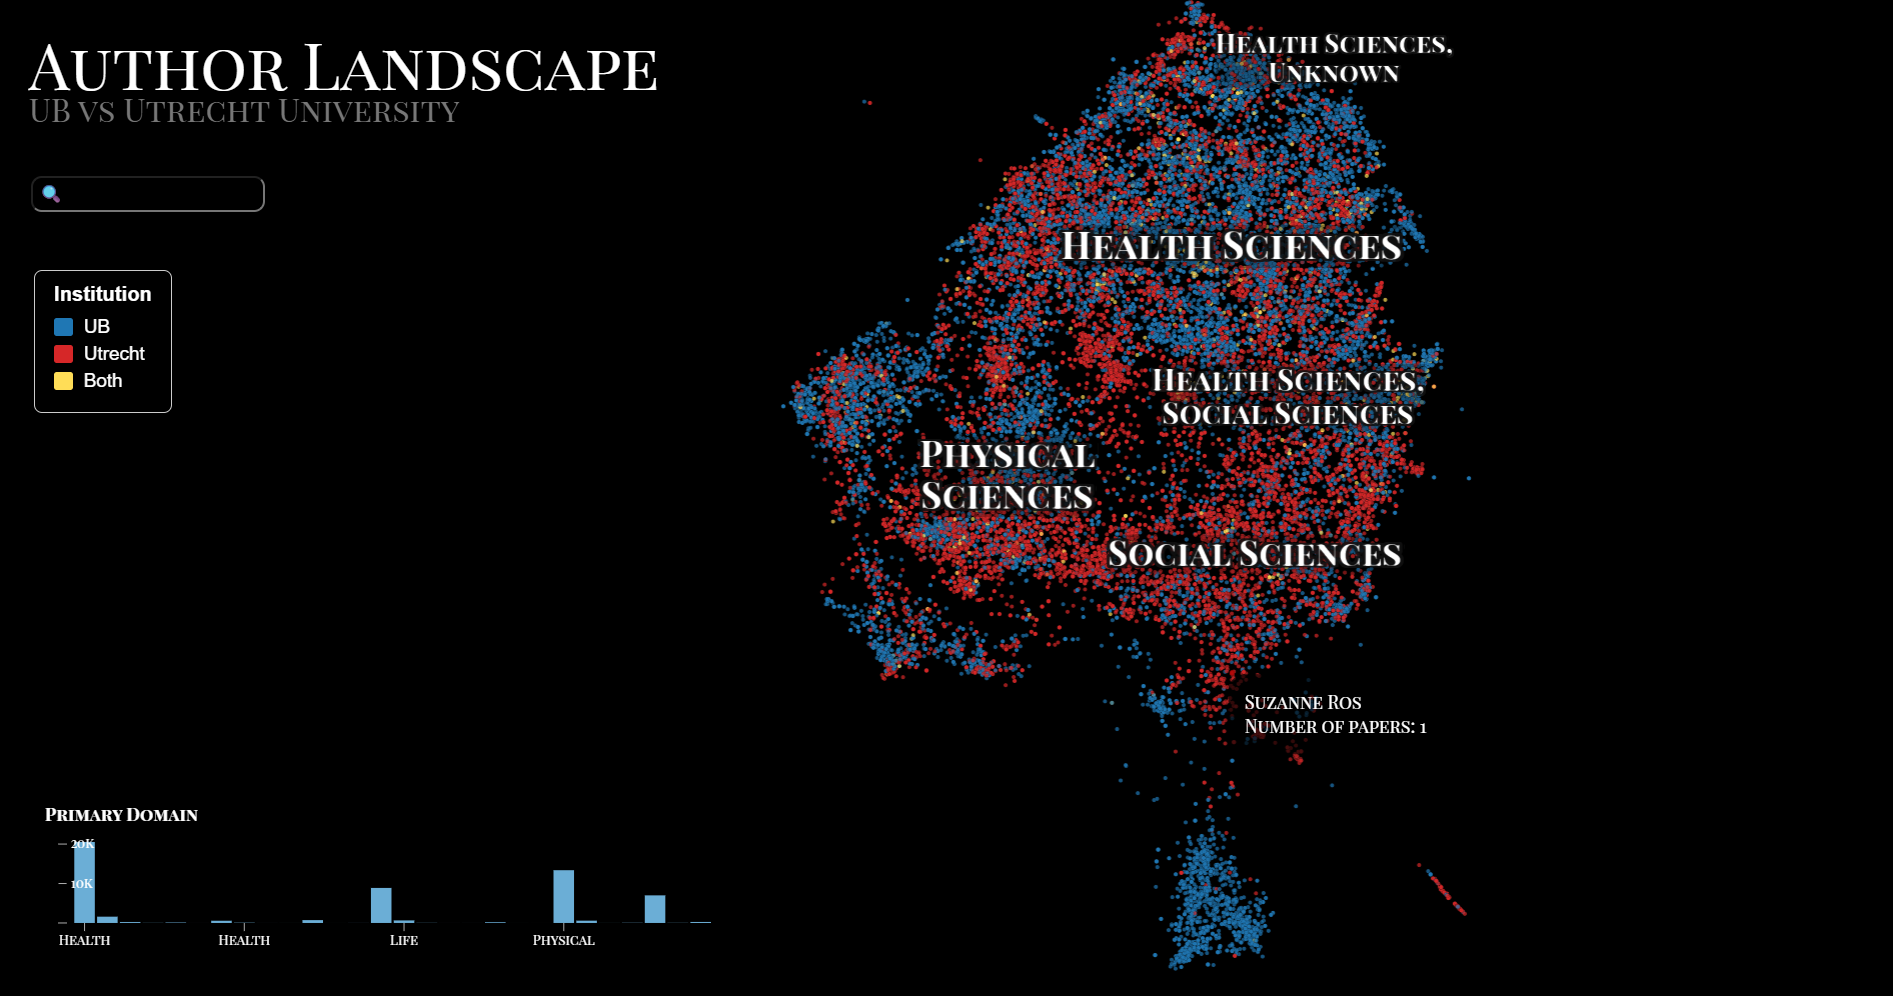 Author Landscape
UB vs Utrecht University
Institution
UB
Utrecht
Both
Health Sciences,
Unknown
Health Sciences
Health Sciences,
Social Sciences
Physical
Sciences
Social Sciences
Suzanne Ros
Number of papers: 1
Primary Domain
20K
10K
Health
Health
Life
Physical